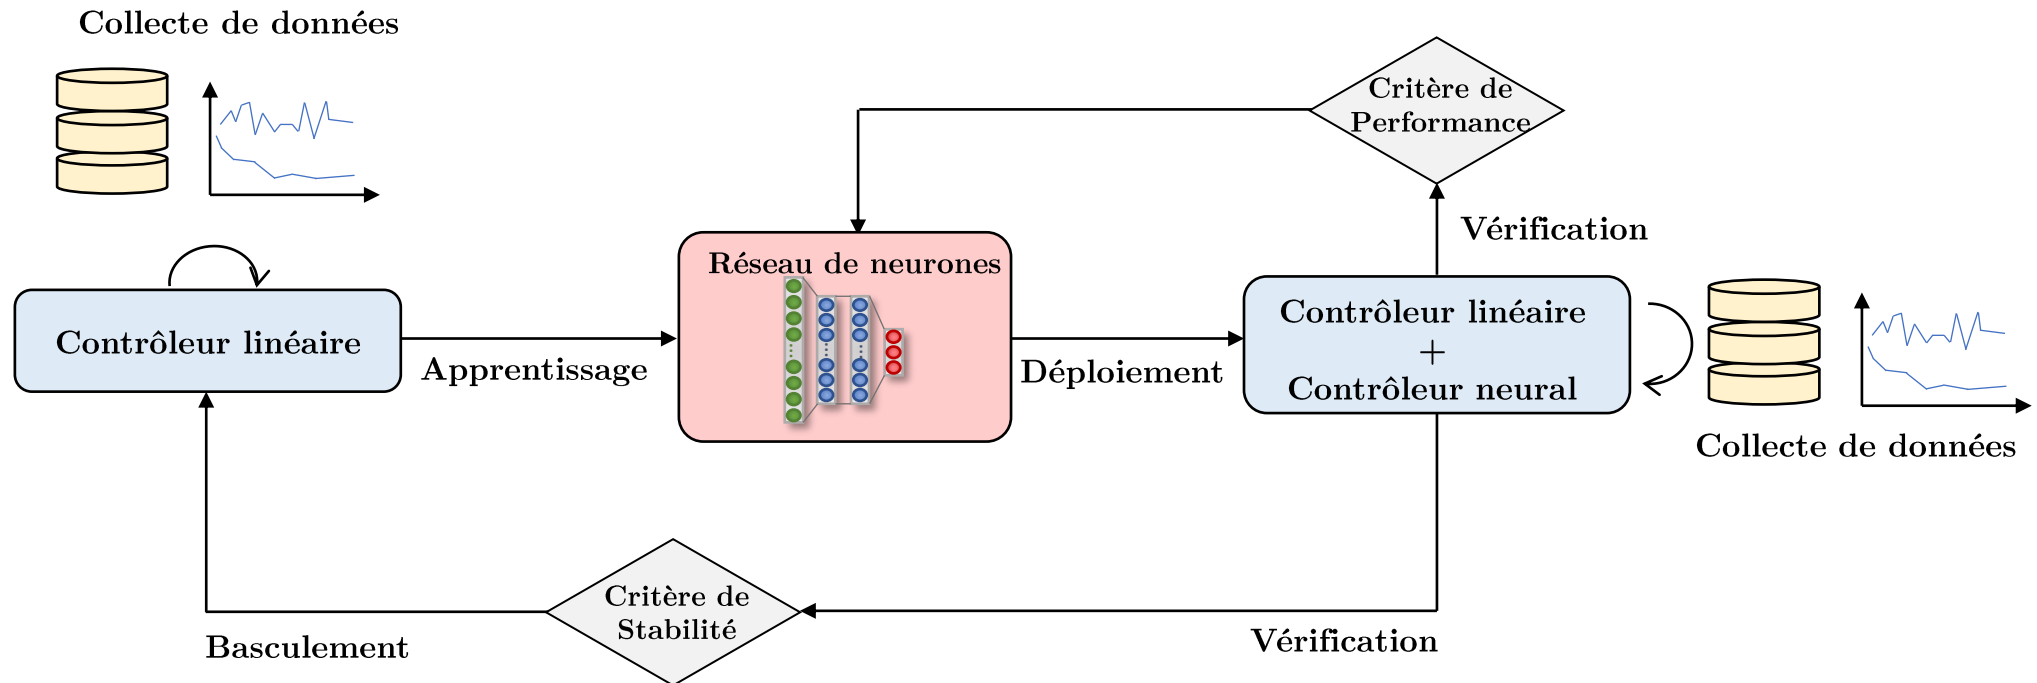 Collecte de données
Critère de
Performance
Vérification
Réseau de neurones
Contrôleur linéaire
Apprentissage
Déploiement
Contrôleur linéaire
+
Contrôleur neural
Collecte de données
Critère de
Stabilité
Basculement
Vérification